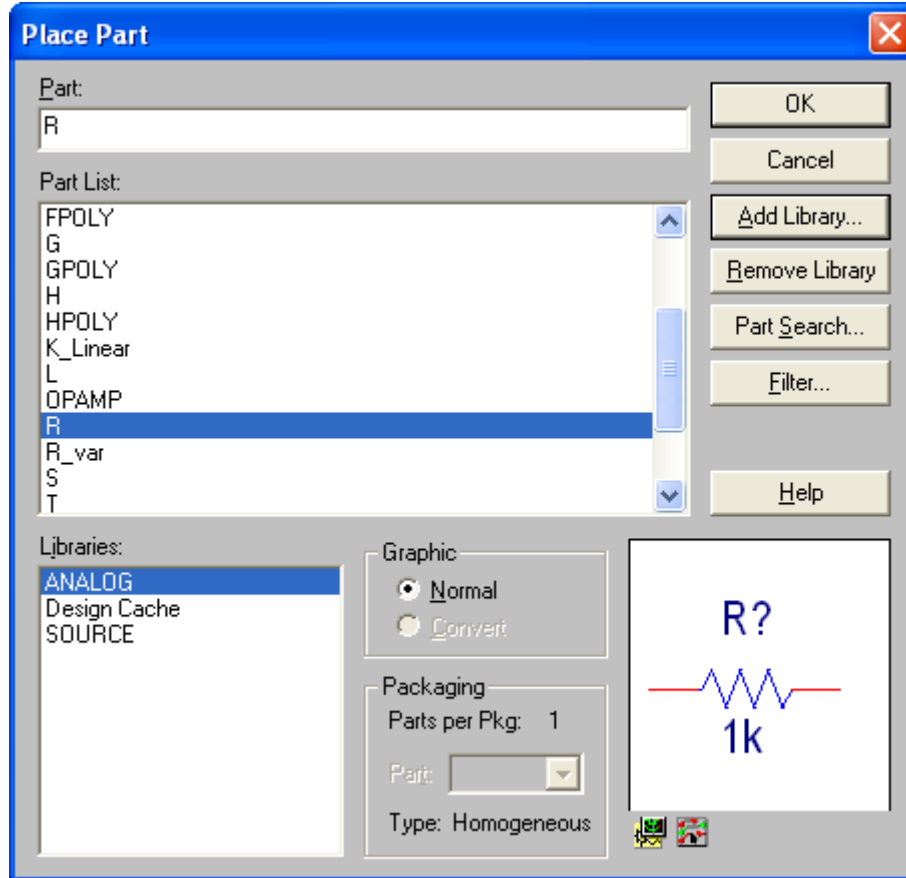 Place Part
Part:
R
OK
Cancel
Part List:
FPOLY
G
GPOLY
H
HPOLY
K_Linear
L
OPAMP
R
R_var
S
T
Add Library...
Remove Library
Part Search...
Filter...
Help
Libraries:
ANALOG
Design Cache
SOURCE
Graphic
Normal
Convert
Packaging
Parts per Pkg: 1
Part:
Type: Homogeneous
R?
1k